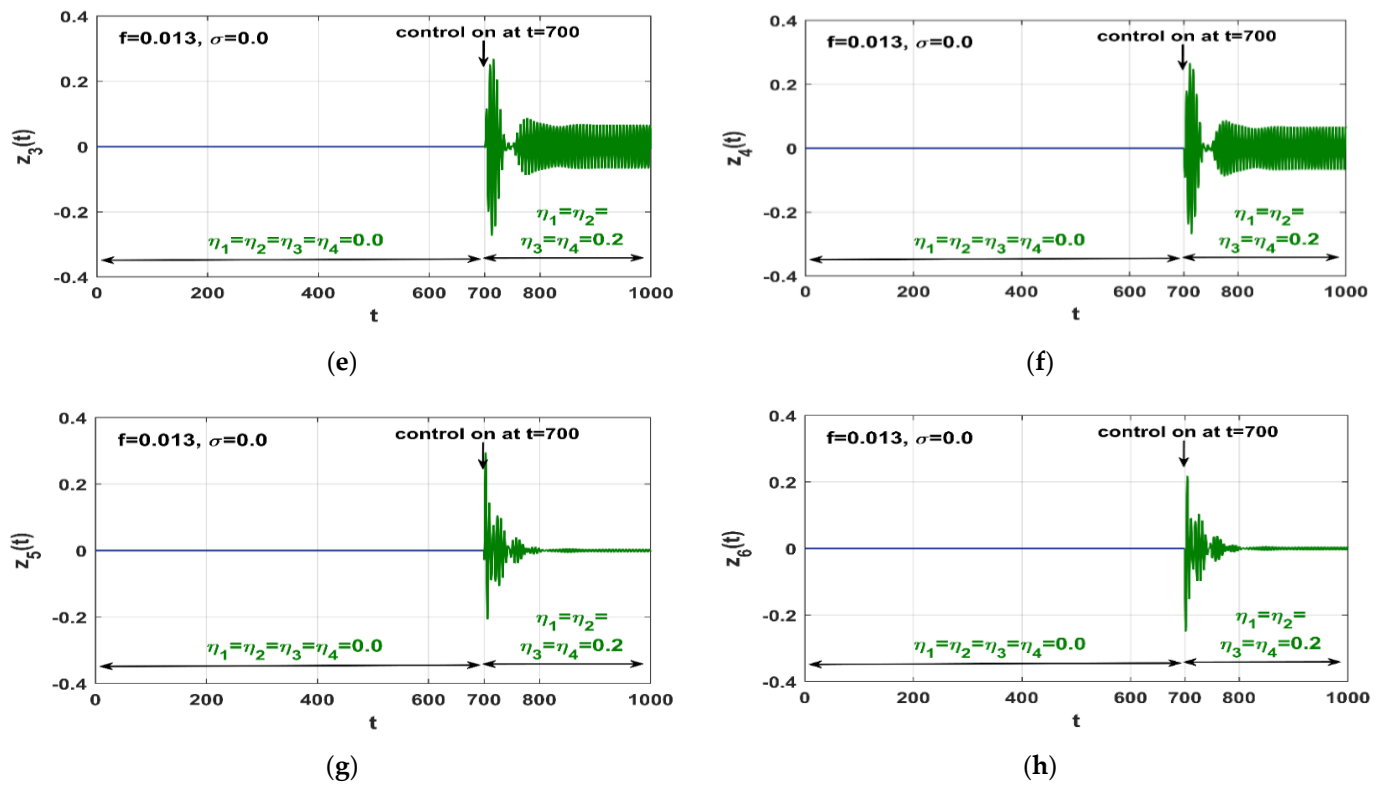 f=0.013, σ=0.0
control on at t=700
z3(t)
0.4
0.2
0
-0.2
-0.4
η1=η2=η3=η4=0.0
η1=η2=
η3=η4=0.2
0 200 400 600 700 800 1000
t
(e)
f=0.013, σ=0.0
control on at t=700
z4(t)
0.4
0.2
0
-0.2
-0.4
η1=η2=η3=η4=0.0
η1=η2=
η3=η4=0.2
0 200 400 600 700 800 1000
t
(f)
f=0.013, σ=0.0
control on at t=700
z5(t)
0.4
0.2
0
-0.2
-0.4
η1=η2=η3=η4=0.0
η1=η2=
η3=η4=0.2
0 200 400 600 700 800 1000
t
(g)
f=0.013, σ=0.0
control on at t=700
z6(t)
0.4
0.2
0
-0.2
-0.4
η1=η2=η3=η4=0.0
η1=η2=
η3=η4=0.2
0 200 400 600 700 800 1000
t
(h)